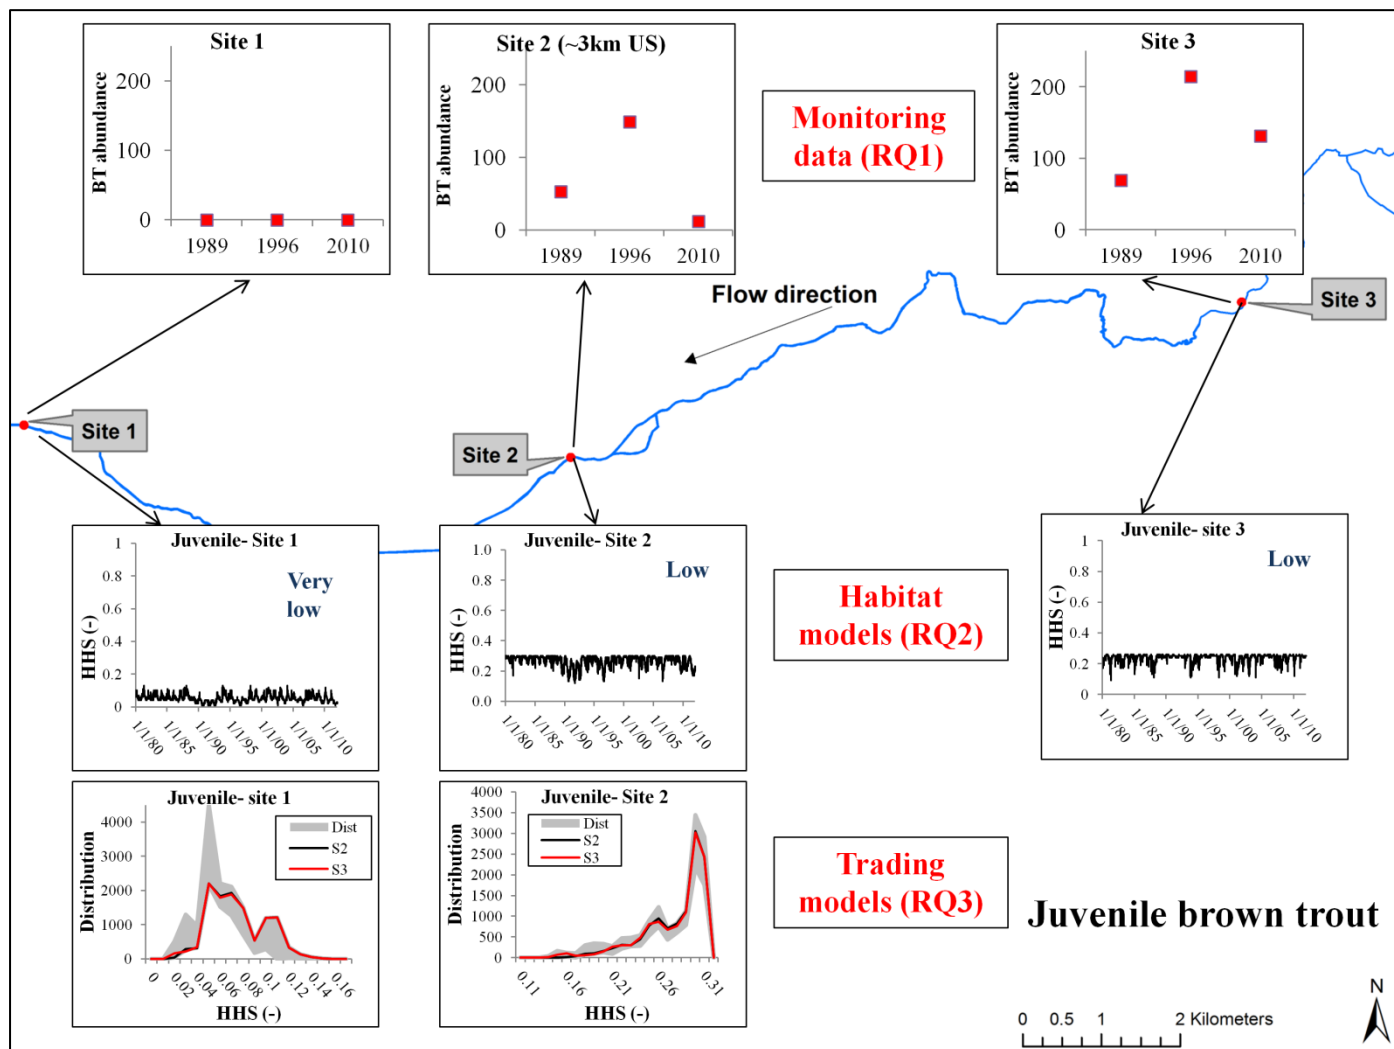 Site 1
BT abundance
200
100
0
1989 1996 2010
Site 2 (~3km US)
BT abundance
200
100
0
1989 1996 2010
Monitoring
data (RQ1)
Site 3
BT abundance
200
100
0
1989 1996 2010
Flow direction
Site 1
Site 2
Site 3
Juvenile- Site 1
Very
low
HHS (-)
1
0.8
0.6
0.4
0.2
0
1/1/80 1/1/85 1/1/90 1/1/95 1/1/00 1/1/05 1/1/10
Juvenile- Site 2
Low
HHS (-)
1.0
0.8
0.6
0.4
0.2
0.0
1/1/80 1/1/85 1/1/90 1/1/95 1/1/00 1/1/05 1/1/10
Habitat
models (RQ2)
Juvenile- site 3
Low
HHS (-)
1
0.8
0.6
0.4
0.2
0
1/1/80 1/1/85 1/1/90 1/1/95 1/1/00 1/1/05 1/1/10
Juvenile- site 1
Distribution
4000
3000
2000
1000
0
Dist
S2
S3
0 0.02 0.04 0.06 0.08 0.1 0.12 0.14 0.16
HHS (-)
Juvenile- Site 2
Distribution
4000
3500
3000
2500
2000
1500
1000
500
0
Dist
S2
S3
0.11 0.16 0.21 0.26 0.31
HHS (-)
Trading
models (RQ3)
Juvenile brown trout
0 0.5 1 2 Kilometers
N